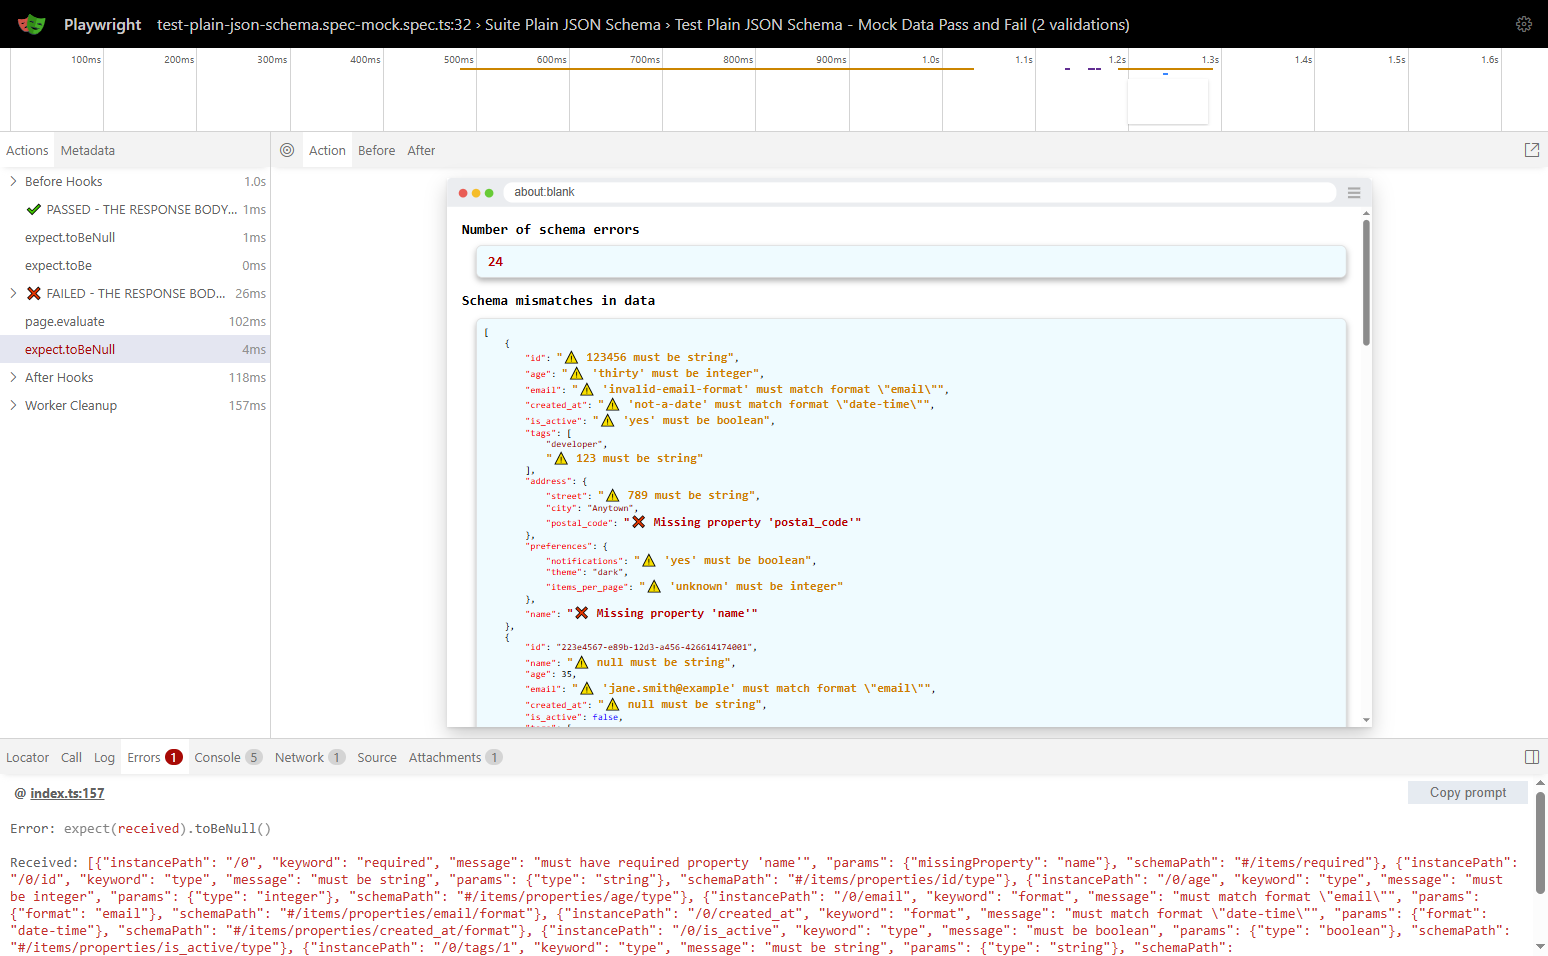 Playwright test-plain-json-schema.spec-mock.spec.ts:32 › Suite Plain JSON Schema › Test Plain JSON Schema - Mock Data Pass and Fail (2 validations)
100ms 200ms 300ms 400ms 500ms 600ms 700ms 800ms 900ms 1.0s 1.1s 1.2s 1.3s 1.4s 1.5s 1.6s
Actions Metadata
Action Before After
Before Hooks 1.0s
PASSED - THE RESPONSE BODY... 1ms
expect.toBeNull 1ms
expect.toBe 0ms
FAILED - THE RESPONSE BOD... 26ms
page.evaluate 102ms
expect.toBeNull 4ms
After Hooks 118ms
Worker Cleanup 157ms
about:blank
Number of schema errors
24
Schema mismatches in data
[
{
"id": "⚠ 123456 must be string",
"age": "⚠ 'thirty' must be integer",
"email": "⚠ 'invalid-email-format' must match format \"email\"",
"created_at": "⚠ 'not-a-date' must match format \"date-time\"",
"is_active": "⚠ 'yes' must be boolean",
"tags": [
"developer",
"⚠ 123 must be string"
],
"address": {
"street": "⚠ 789 must be string",
"city": "Anytown",
"postal_code": "❌ Missing property 'postal_code'"
},
"preferences": {
"notifications": "⚠ 'yes' must be boolean",
"theme": "dark",
"items_per_page": "⚠ 'unknown' must be integer"
},
"name": "❌ Missing property 'name'"
},
{
"id": "223e4567-e89b-12d3-a456-426614174001",
"name": "⚠ null must be string",
"age": 35,
"email": "⚠ 'jane.smith@example' must match format \"email\"",
"created_at": "⚠ null must be string",
"is_active": false,
Locator Call Log Errors 1 Console 5 Network 1 Source Attachments 1
@ index.ts:157
Copy prompt
Error: expect(received).toBeNull()
Received: [{"instancePath": "/0", "keyword": "required", "message": "must have required property 'name'", "params": {"missingProperty": "name"}, "schemaPath": "#/items/required"}, {"instancePath":
"/0/id", "keyword": "type", "message": "must be string", "params": {"type": "string"}, "schemaPath": "#/items/properties/id/type"}, {"instancePath": "/0/age", "keyword": "type", "message": "must
be integer", "params": {"type": "integer"}, "schemaPath": "#/items/properties/age/type"}, {"instancePath": "/0/email", "keyword": "format", "message": "must match format \"email\"", "params":
{"format": "email"}, "schemaPath": "#/items/properties/email/format"}, {"instancePath": "/0/created_at", "keyword": "format", "message": "must match format \"date-time\"", "params": {"format":
"date-time"}, "schemaPath": "#/items/properties/created_at/format"}, {"instancePath": "/0/is_active", "keyword": "type", "message": "must be boolean", "params": {"type": "boolean"}, "schemaPath":
"#/items/properties/is_active/type"}, {"instancePath": "/0/tags/1", "keyword": "type", "message": "must be string", "params": {"type": "string"}, "schemaPath":